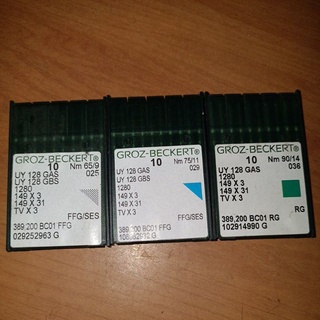 GROZ-BECKERT®
10 Nm 65/9
UY 128 GAS 025
UY 128 GBS
1280
149 X 3
149 X 31
TV X 3
FFG/SES
389,200 BC01 FFG
029252963 G
GROZ-BECKERT®
10 Nm 75/11
UY 128 GAS 029
UY 128 GBS
1280
149 X 3
149 X 31
TV X 3
FFG/SES
389,200 BC01 FFG
G
GROZ-BECKERT®
10 Nm 90/14
UY 128 GAS 036
1280
149 X 3
149 X 31
TV X 3
RG
389,200 BC01 RG
102914990 G